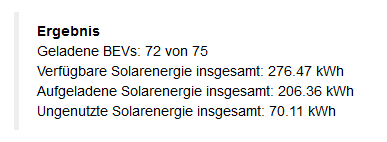 Ergebnis
Geladene BEVs: 72 von 75
Verfügbare Solarenergie insgesamt: 276.47 kWh
Aufgeladene Solarenergie insgesamt: 206.36 kWh
Ungenutzte Solarenergie insgesamt: 70.11 kWh